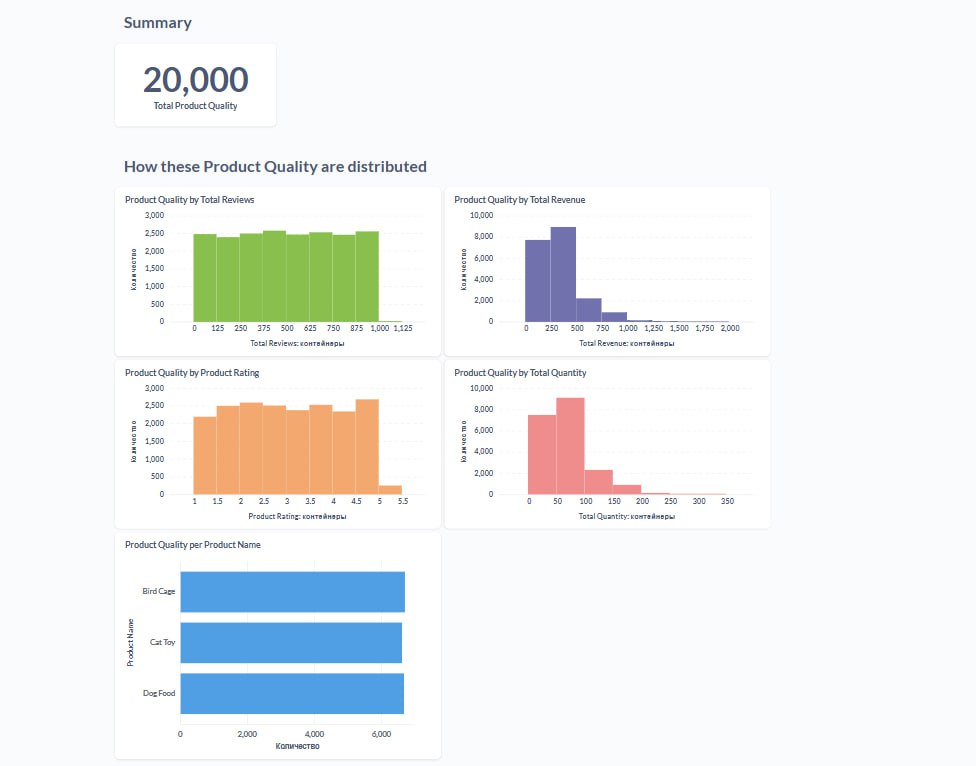 Summary
20,000
Total Product Quality
How these Product Quality are distributed
Product Quality by Total Reviews
3,000
2,500
2,000
1,500
1,000
500
0
Количество
0 125 250 375 500 625 750 875 1,000 1,125
Total Reviews: контейнеры
Product Quality by Total Revenue
10,000
8,000
6,000
4,000
2,000
0
Количество
0 250 500 750 1,000 1,250 1,500 1,750 2,000
Total Revenue: контейнеры
Product Quality by Product Rating
3,000
2,500
2,000
1,500
1,000
500
0
Количество
1 1.5 2 2.5 3 3.5 4 4.5 5 5.5
Product Rating: контейнеры
Product Quality by Total Quantity
10,000
8,000
6,000
4,000
2,000
0
Количество
0 50 100 150 200 250 300 350
Total Quantity: контейнеры
Product Quality per Product Name
Product Name
Bird Cage
Cat Toy
Dog Food
0 2,000 4,000 6,000
Количество